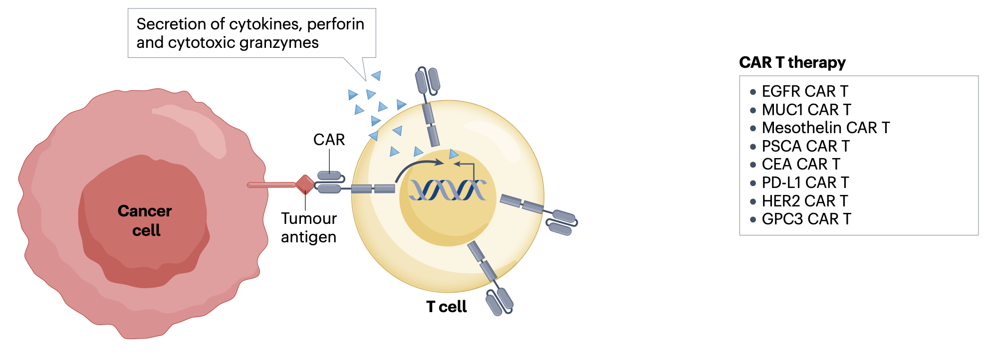 Secretion of cytokines, perforin
and cytotoxic granzymes
CAR
Tumour
antigen
Cancer
cell
T cell
CAR T therapy
• EGFR CAR T
• MUC1 CAR T
• Mesothelin CAR T
• PSCA CAR T
• CEA CAR T
• PD-L1 CAR T
• HER2 CAR T
• GPC3 CAR T